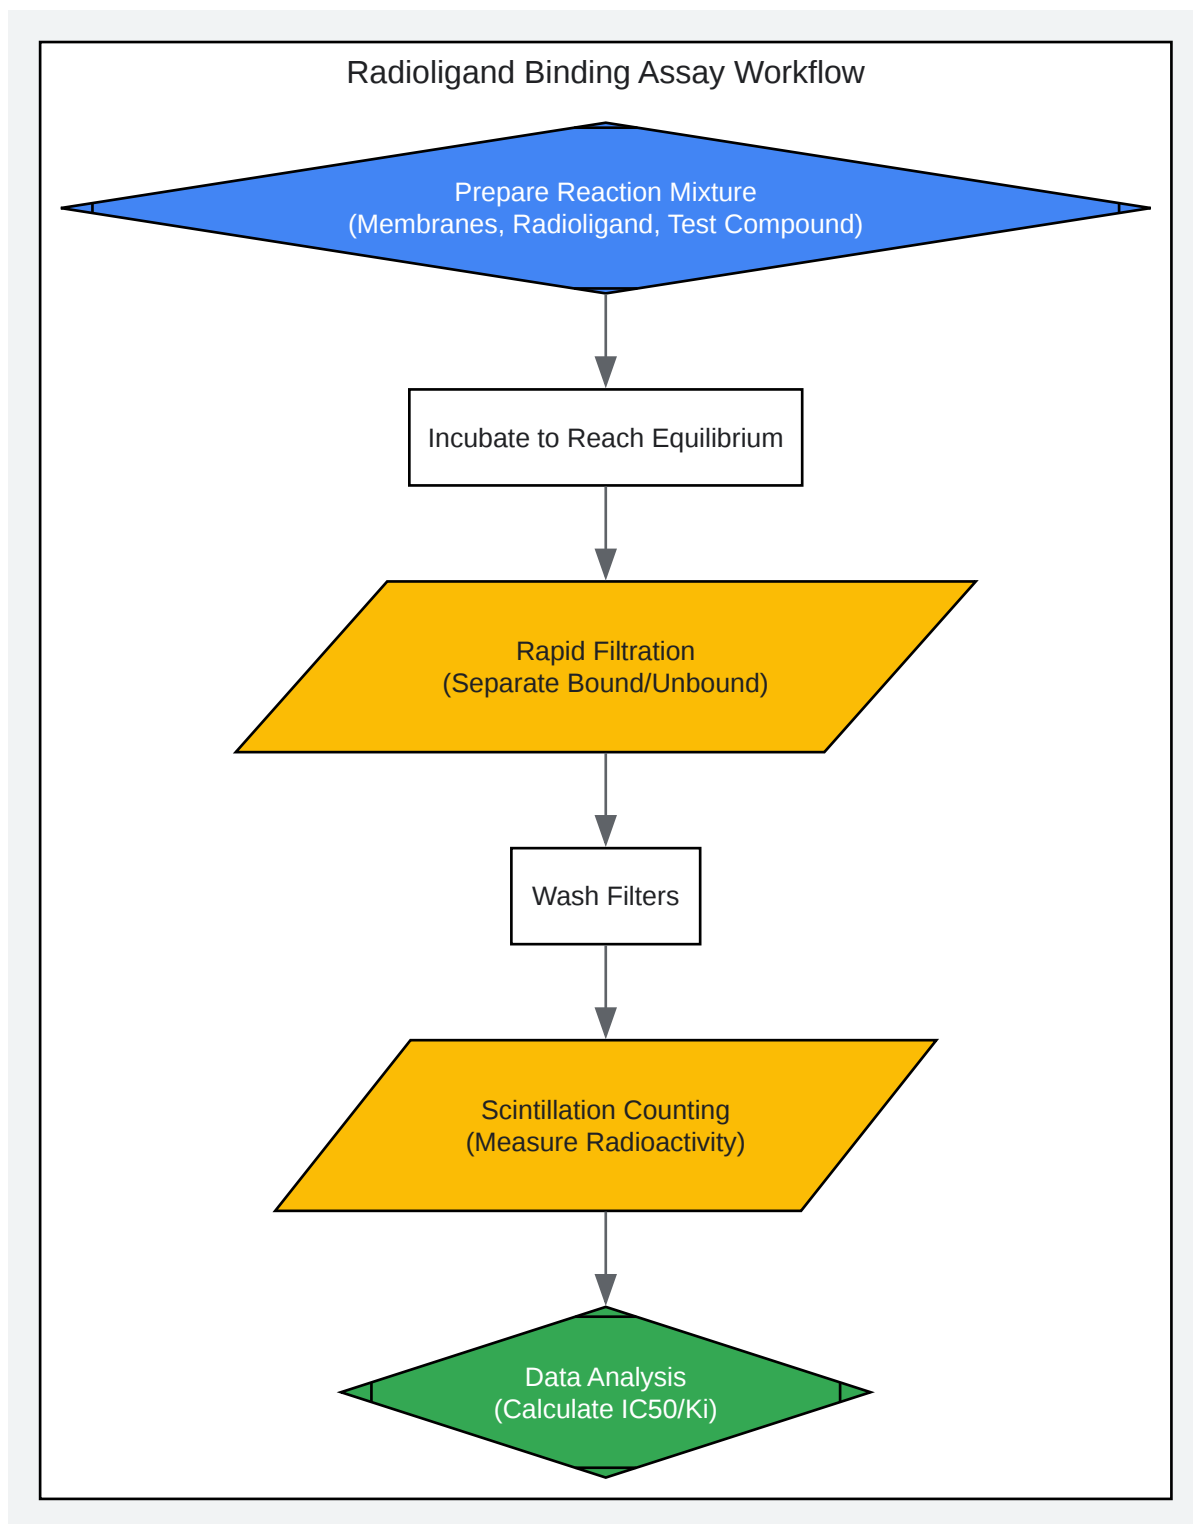 Radioligand Binding Assay Workflow
Prepare Reaction Mixture
(Membranes, Radioligand, Test Compound)
Incubate to Reach Equilibrium
Rapid Filtration
(Separate Bound/Unbound)
Wash Filters
Scintillation Counting
(Measure Radioactivity)
Data Analysis
(Calculate IC50/Ki)